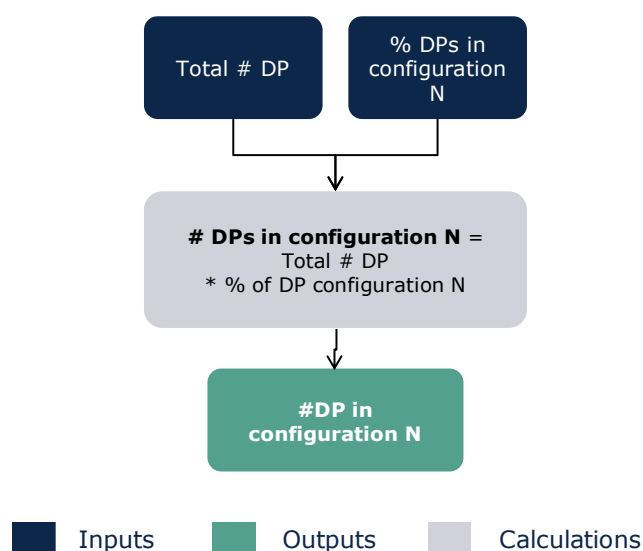 Total # DP
% DPs in
configuration
N
# DPs in configuration N =
Total # DP
* % of DP configuration N
#DP in
configuration N
Inputs
Outputs
Calculations